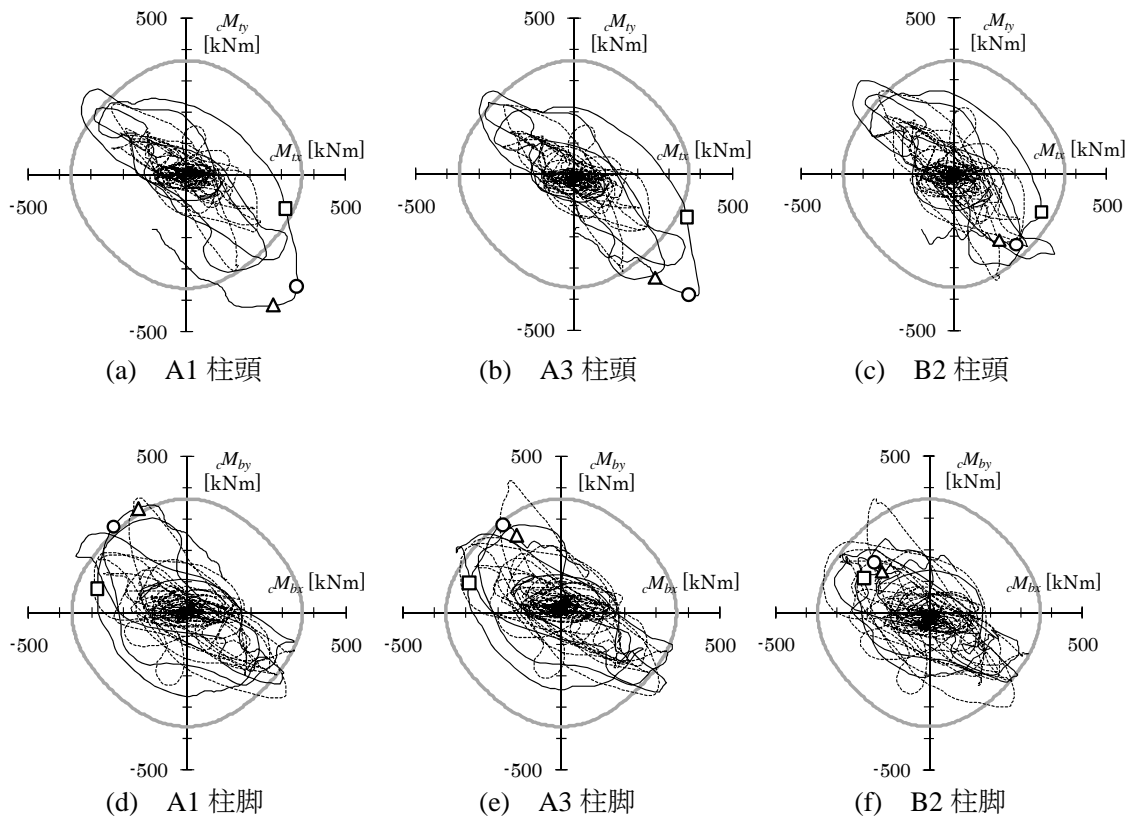 500
cMty
[kNm]
cMtx [kNm]
-500
500
-500
(a) A1 柱頭
500
cMty
[kNm]
cMtx [kNm]
-500
500
-500
(b) A3 柱頭
500
cMty
[kNm]
cMtx [kNm]
-500
500
-500
(c) B2 柱頭
500
cMby
[kNm]
cMbx [kNm]
-500
500
-500
(d) A1 柱脚
500
cMby
[kNm]
cMbx [kNm]
-500
500
-500
(e) A3 柱脚
500
cMby
[kNm]
cMbx [kNm]
-500
500
-500
(f) B2 柱脚